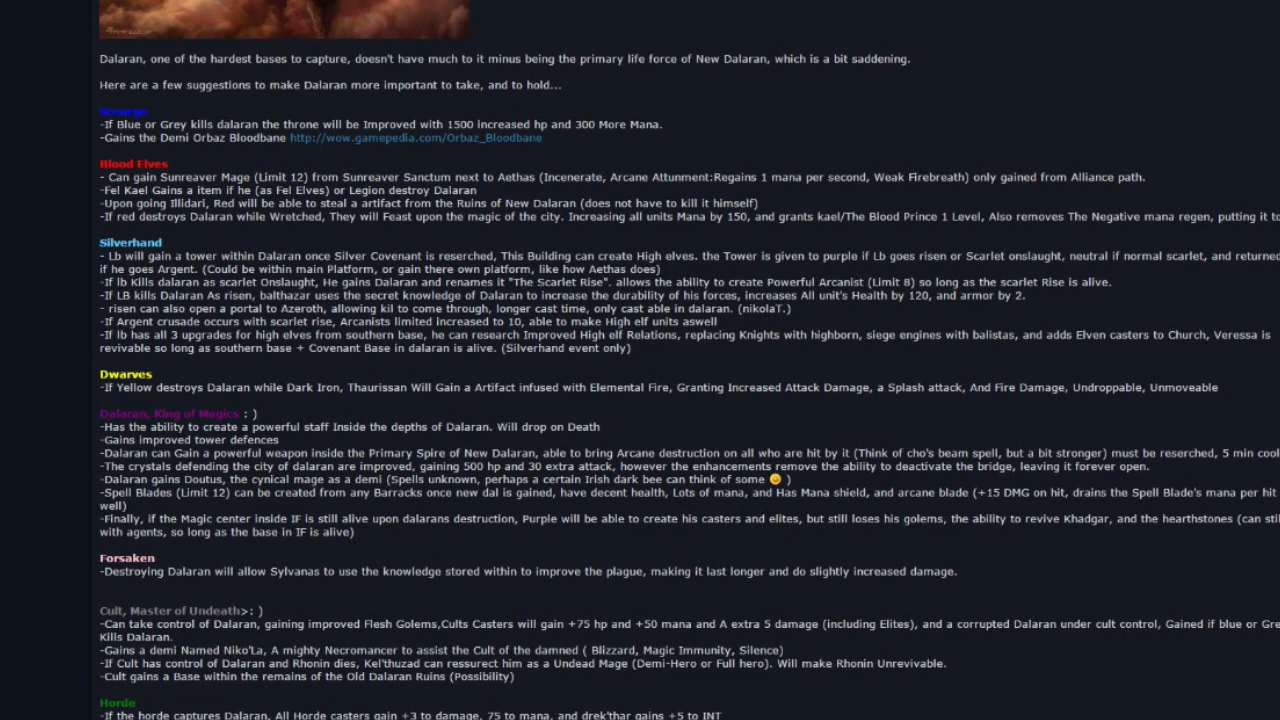 Dalaran, one of the hardest bases to capture, doesn't have much to it minus being the primary life force of New Dalaran, which is a bit saddening.
Here are a few suggestions to make Dalaran more important to take, and to hold...
Scourge
-If Blue or Grey kills dalaran the throne will be Improved with 1500 increased hp and 300 More Mana.
-Gains the Demi Orbaz Bloodbane http://wow.gamepedia.com/Orbaz_Bloodbane
Blood Elves
- Can gain Sunreaver Mage (Limit 12) from Sunreaver Sanctum next to Aethas (Incenerate, Arcane Attunment:Regains 1 mana per second, Weak Firebreath) only gained from Alliance path.
-Fel Kael Gains a item if he (as Fel Elves) or Legion destroy Dalaran
-Upon going Illidari, Red will be able to steal a artifact from the Ruins of New Dalaran (does not have to kill it himself)
-If red destroys Dalaran while Wretched, They will Feast upon the magic of the city. Increasing all units Mana by 150, and grants kael/The Blood Prince 1 Level, Also removes The Negative mana regen, putting it to
Silverhand
- Lb will gain a tower within Dalaran once Silver Covenant is reserched, This Building can create High elves. the Tower is given to purple if Lb goes risen or Scarlet onslaught, neutral if normal scarlet, and returned
if he goes Argent. (Could be within main Platform, or gain there own platform, like how Aethas does)
-If lb Kills dalaran as scarlet Onslaught, He gains Dalaran and renames it "The Scarlet Rise". allows the ability to create Powerful Arcanist (Limit 8) so long as the scarlet Rise is alive.
-If LB kills Dalaran As risen, balthazar uses the secret knowledge of Dalaran to increase the durability of his forces, increases All unit's Health by 120, and armor by 2.
- risen can also open a portal to Azeroth, allowing kil to come through, longer cast time, only cast able in dalaran. (nikolaT.)
-If Argent crusade occurs with scarlet rise, Arcanists limited increased to 10, able to make High elf units aswell
-If lb has all 3 upgrades for high elves from southern base, he can research Improved High elf Relations, replacing Knights with highborn, siege engines with balistas, and adds Elven casters to Church, Veressa is
revivable so long as southern base + Covenant Base in dalaran is alive. (Silverhand event only)
Dwarves
-If Yellow destroys Dalaran while Dark Iron, Thaurissan Will Gain a Artifact infused with Elemental Fire, Granting Increased Attack Damage, a Splash attack, And Fire Damage, Undroppable, Unmoveable
Dalaran, King of Magics : )
-Has the ability to create a powerful staff Inside the depths of Dalaran. Will drop on Death
-Gains improved tower defences
-Dalaran can Gain a powerful weapon inside the Primary Spire of New Dalaran, able to bring Arcane destruction on all who are hit by it (Think of cho's beam spell, but a bit stronger) must be reserched, 5 min cool
-The crystals defending the city of dalaran are improved, gaining 500 hp and 30 extra attack, however the enhancements remove the ability to deactivate the bridge, leaving it forever open.
-Dalaran gains Doutus, the cynical mage as a demi (Spells unknown, perhaps a certain Irish dark bee can think of some )
-Spell Blades (Limit 12) can be created from any Barracks once new dal is gained, have decent health, Lots of mana, and Has Mana shield, and arcane blade (+15 DMG on hit, drains the Spell Blade's mana per hit
well)
-Finally, if the Magic center inside IF is still alive upon dalarans destruction, Purple will be able to create his casters and elites, but still loses his golems, the ability to revive Khadgar, and the hearthstones (can sti
with agents, so long as the base in IF is alive)
Forsaken
-Destroying Dalaran will allow Sylvanas to use the knowledge stored within to improve the plague, making it last longer and do slightly increased damage.
Cult, Master of Undeath>: )
-Can take control of Dalaran, gaining improved Flesh Golems,Cults Casters will gain +75 hp and +50 mana and A extra 5 damage (including Elites), and a corrupted Dalaran under cult control, Gained if blue or Gre
Kills Dalaran.
-Gains a demi Named Niko'La, A mighty Necromancer to assist the Cult of the damned ( Blizzard, Magic Immunity, Silence)
-If Cult has control of Dalaran and Rhonin dies, Kel'thuzad can ressurect him as a Undead Mage (Demi-Hero or Full hero). Will make Rhonin Unrevivable.
-Cult gains a Base within the remains of the Old Dalaran Ruins (Possibility)
Horde
-If the horde captures Dalaran, All Horde casters gain +3 to damage, 75 to mana, and drek'thar gains +5 to INT